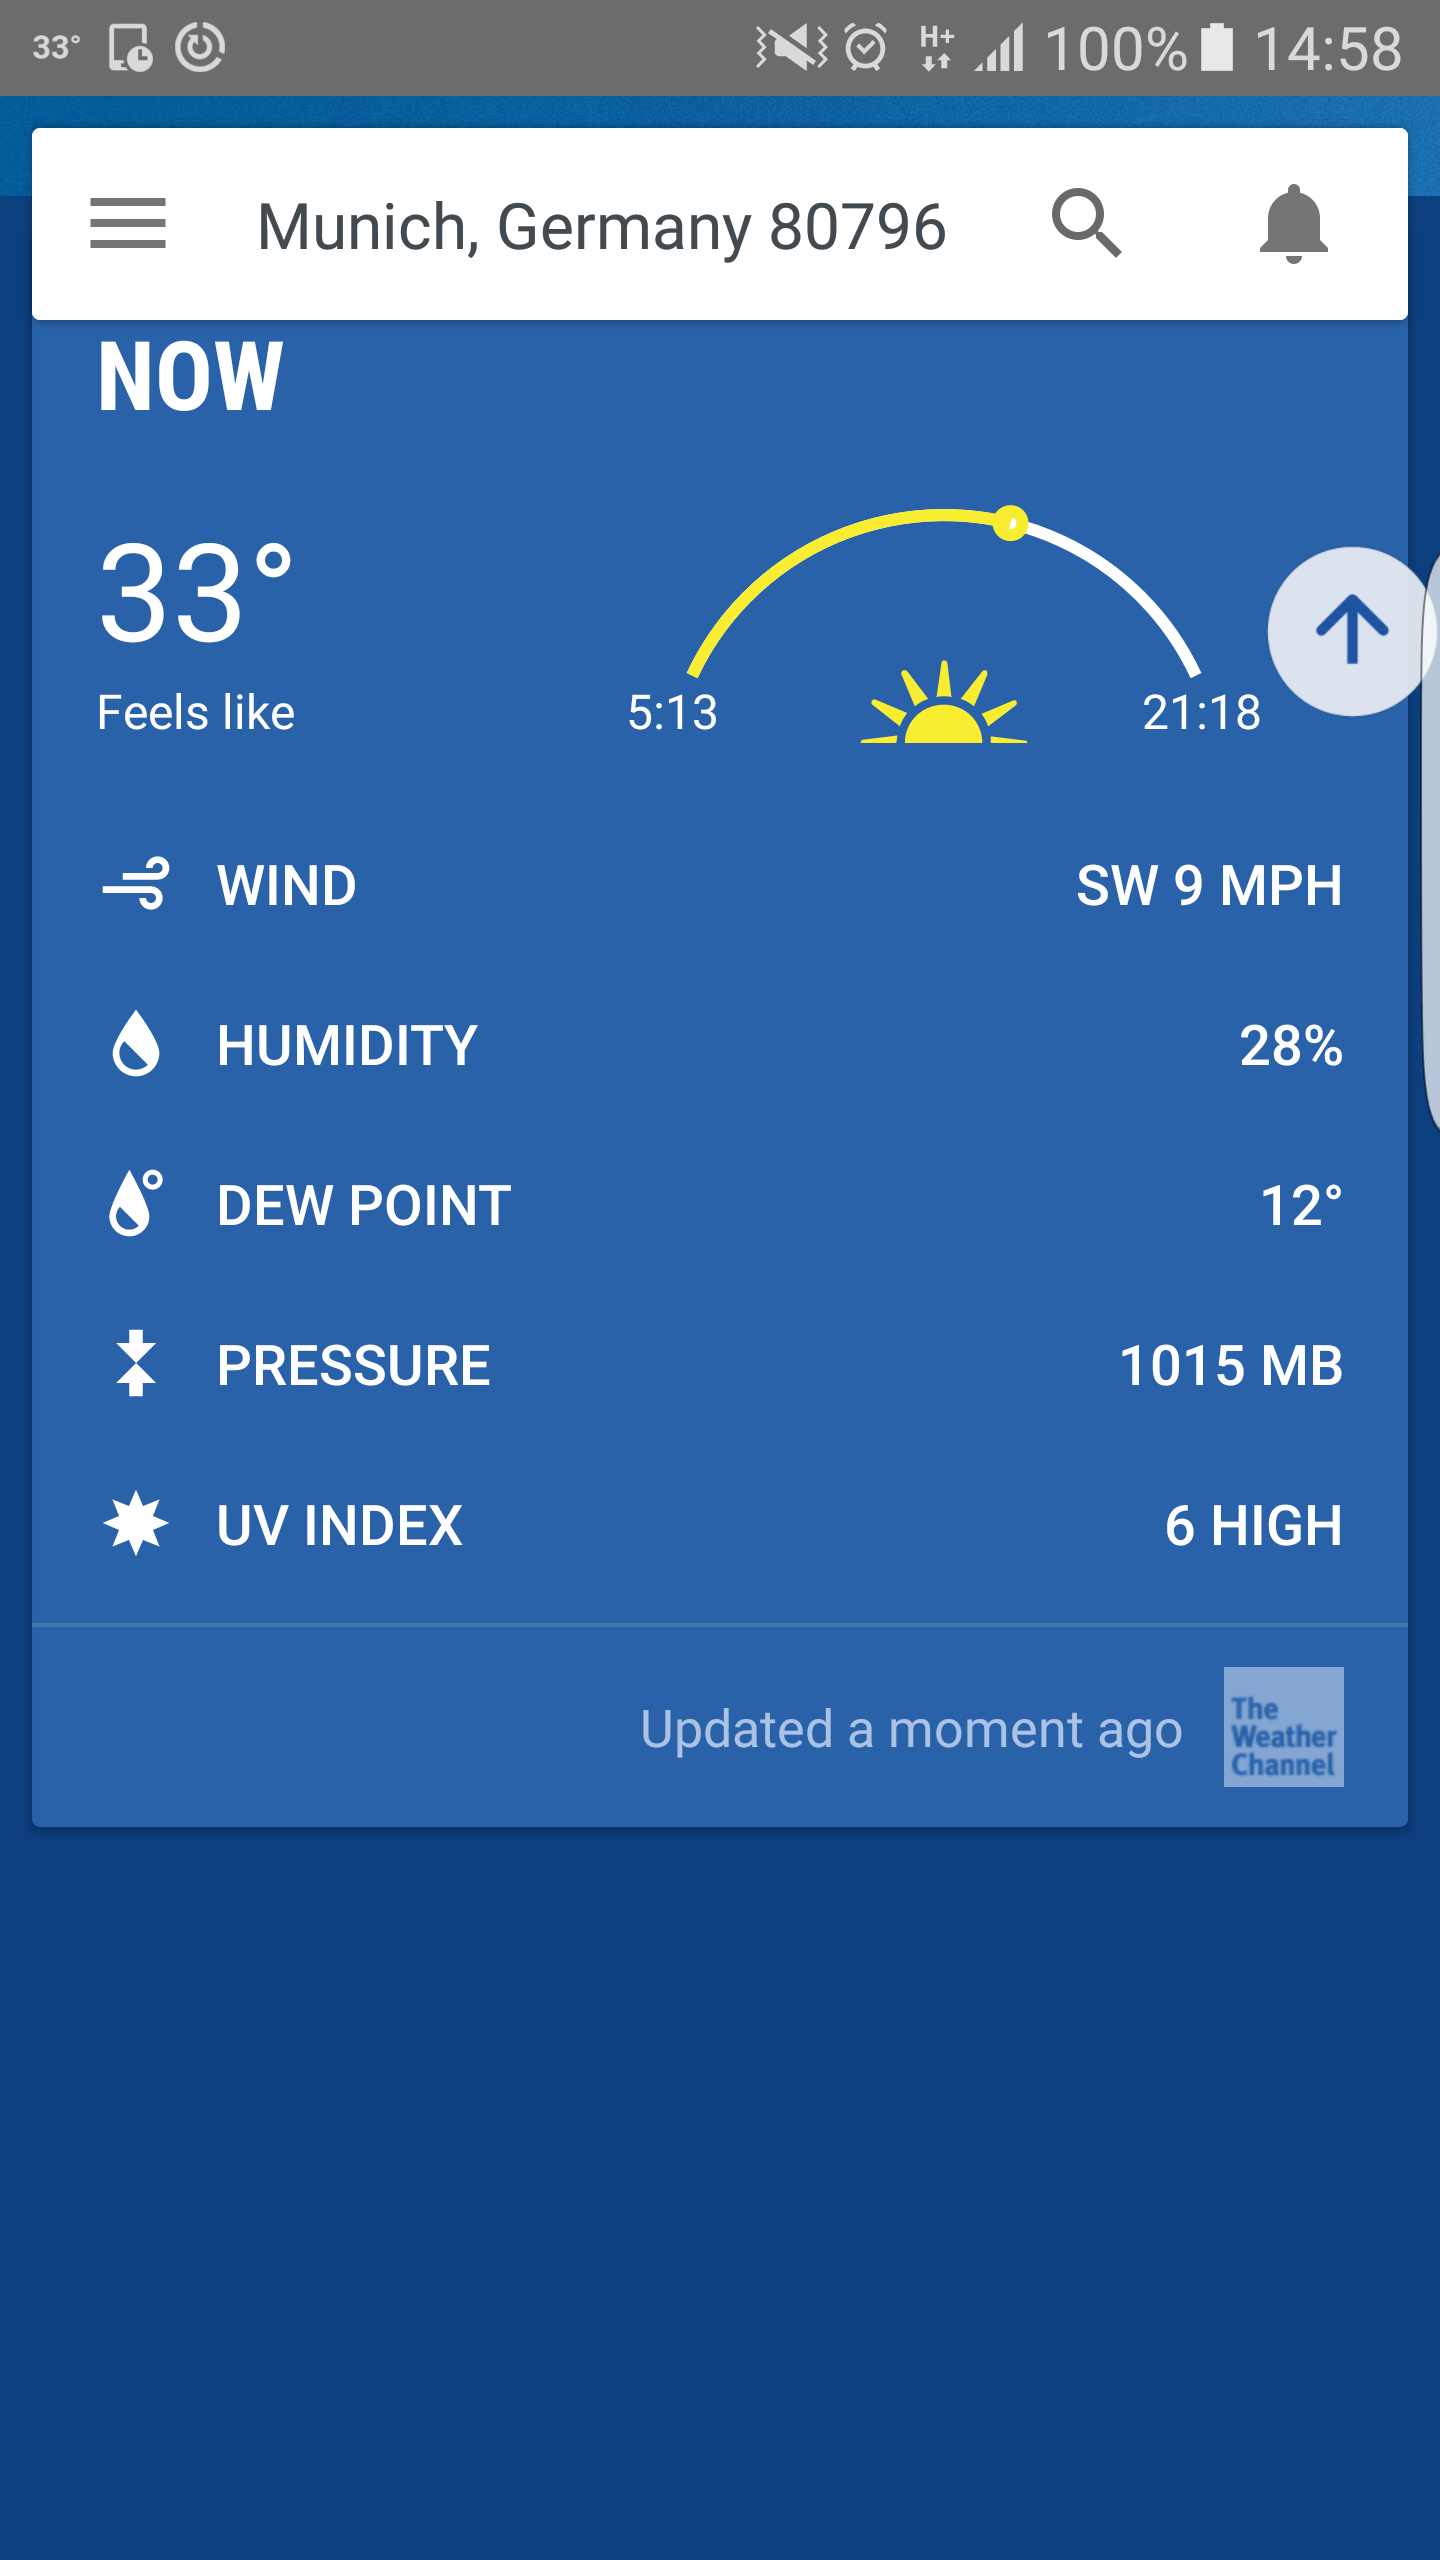 33° H+ 100% 14:58
Munich, Germany 80796
NOW
33°
Feels like
5:13 21:18
WIND SW 9 MPH
HUMIDITY 28%
DEW POINT 12°
PRESSURE 1015 MB
UV INDEX 6 HIGH
Updated a moment ago
The
Weather
Channel